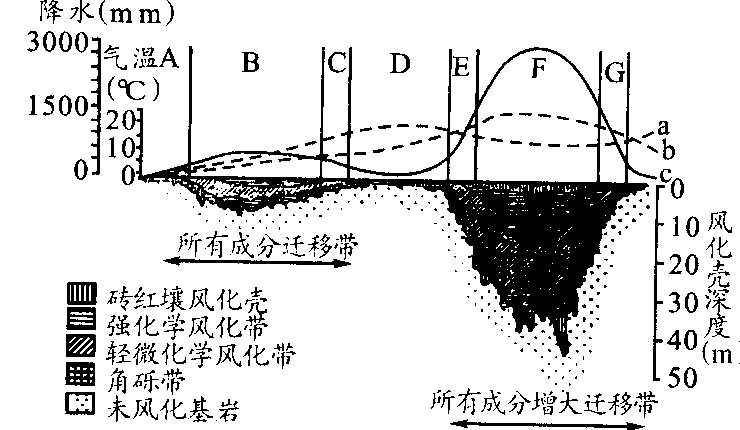 降水(mm)
3000
1500
0
气温
(℃)
20
10
0
A
B
C
D
E
F
G
a
b
c
0
10
20
30
40
50
风化壳深度(m)
所有成分迁移带
所有成分增大迁移带
砖红壤风化壳
强化学风化带
轻微化学风化带
角砾带
未风化基岩